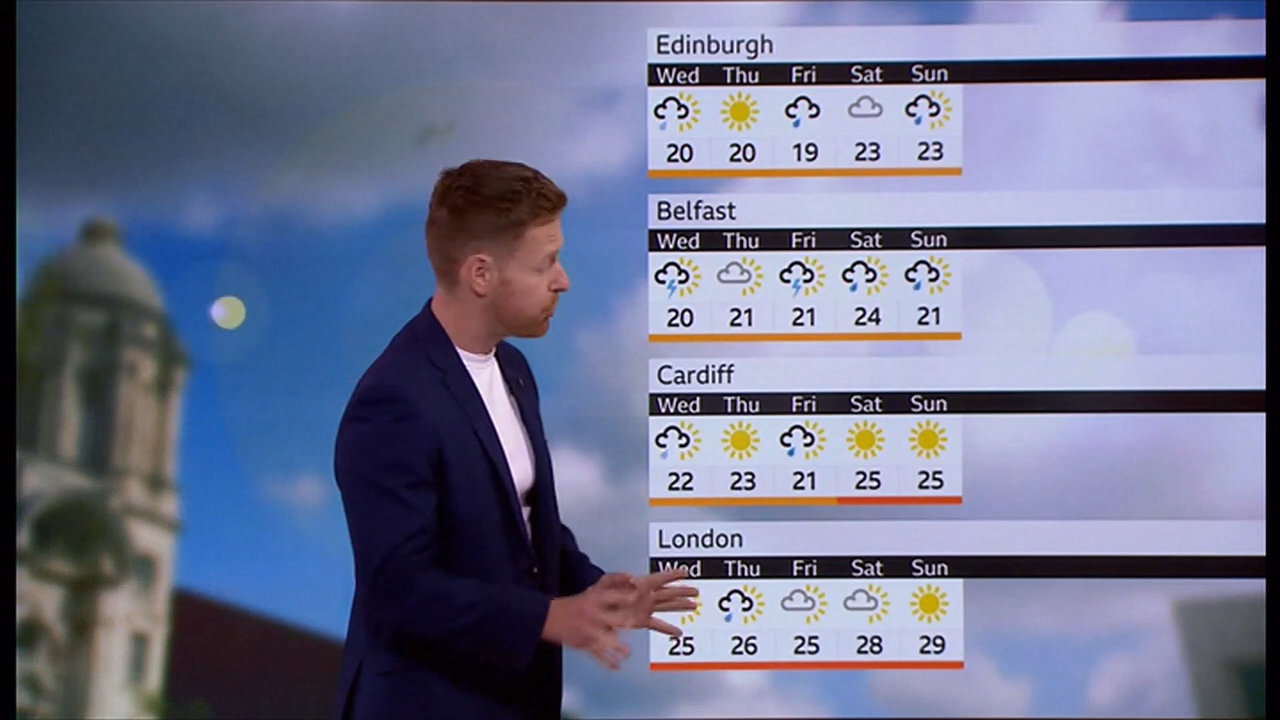 Edinburgh
Wed Thu Fri Sat Sun
20 20 19 23 23
Belfast
Wed Thu Fri Sat Sun
20 21 21 24 21
Cardiff
Wed Thu Fri Sat Sun
22 23 21 25 25
London
Wed Thu Fri Sat Sun
25 26 25 28 29